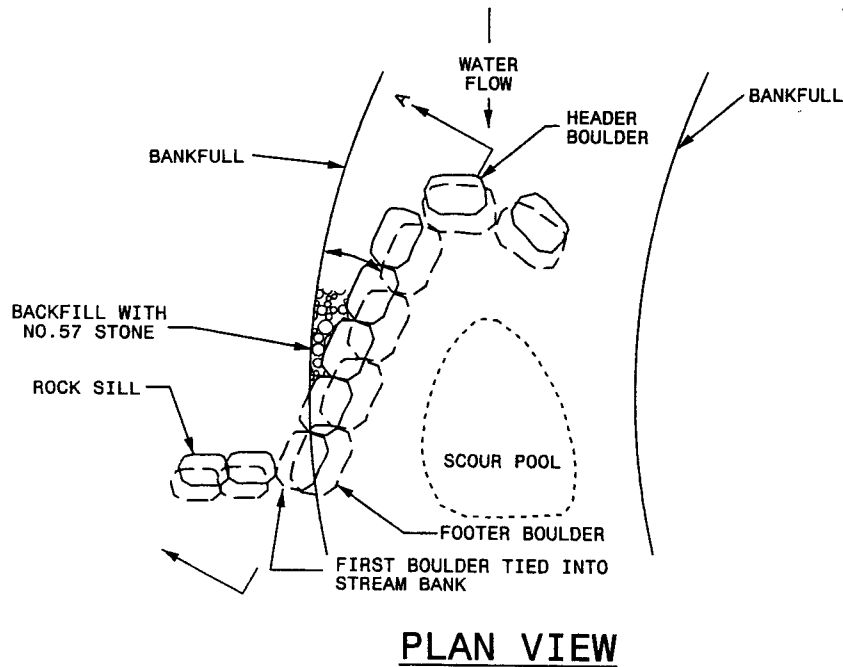 WATER
FLOW
A
HEADER
BOULDER
BANKFULL
BANKFULL
BACKFILL WITH
NO.57 STONE
ROCK SILL
SCOUR POOL
FOOTER BOULDER
FIRST BOULDER TIED INTO
STREAM BANK
PLAN VIEW